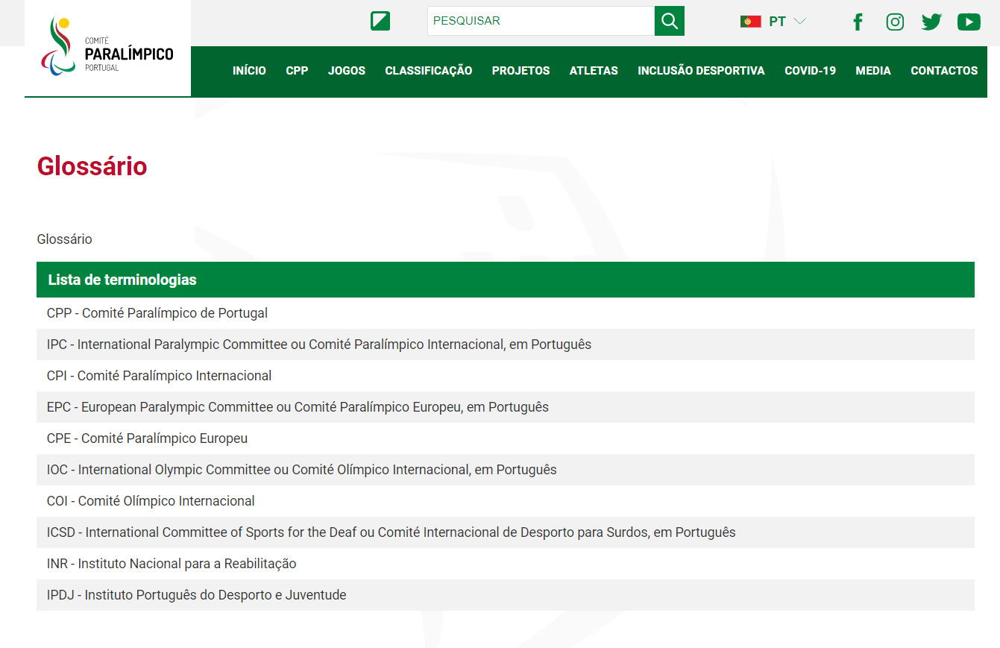 COMITÉ
PARALÍMPICO
PORTUGAL
PESQUISAR
PT
INÍCIO CPP JOGOS CLASSIFICAÇÃO PROJETOS ATLETAS INCLUSÃO DESPORTIVA COVID-19 MEDIA CONTACTOS
Glossário
Glossário
Lista de terminologias
CPP - Comité Paralímpico de Portugal
IPC - International Paralympic Committee ou Comité Paralímpico Internacional, em Português
CPI - Comité Paralímpico Internacional
EPC - European Paralympic Committee ou Comité Paralímpico Europeu, em Português
CPE - Comité Paralímpico Europeu
IOC - International Olympic Committee ou Comité Olímpico Internacional, em Português
COI - Comité Olímpico Internacional
ICSD - International Committee of Sports for the Deaf ou Comité Internacional de Desporto para Surdos, em Português
INR - Instituto Nacional para a Reabilitação
IPDJ - Instituto Português do Desporto e Juventude